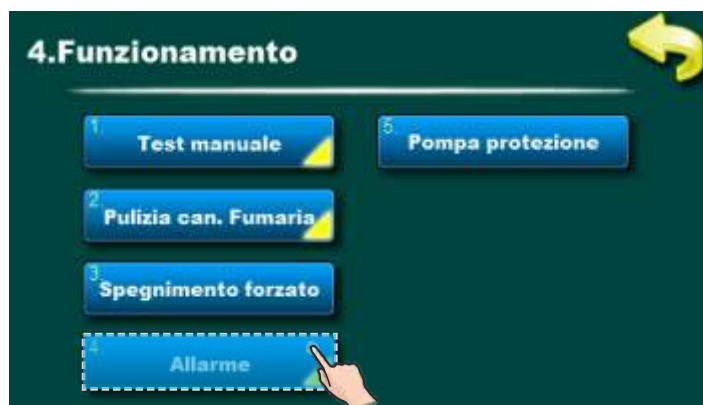 4.Funzionamento
1 Test manuale
5 Pompa protezione
2 Pulizia can. Fumaria
3 Spegnimento forzato
4 Allarme